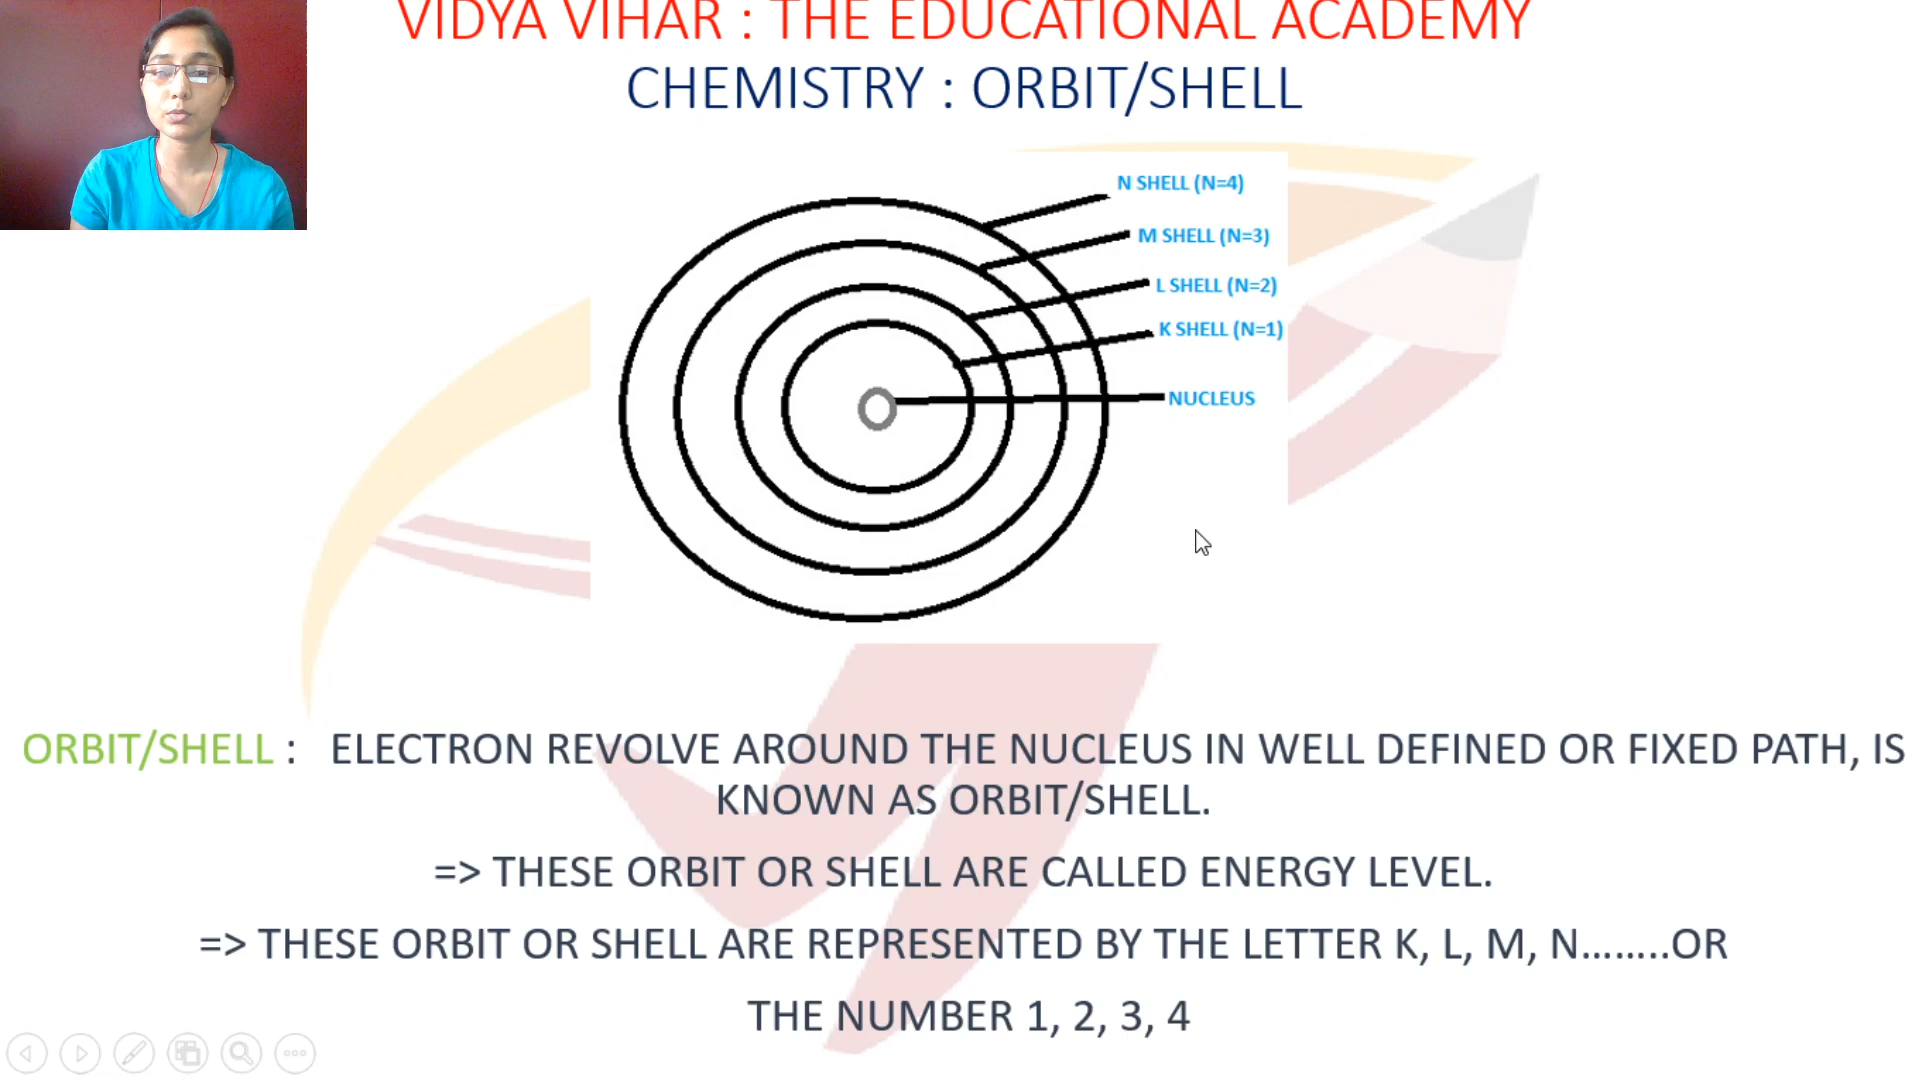 VIDYA VIHAR : THE EDUCATIONAL ACADEMY
CHEMISTRY : ORBIT/SHELL
N SHELL (N=4)
M SHELL (N=3)
L SHELL (N=2)
K SHELL (N=1)
NUCLEUS
ORBIT/SHELL : ELECTRON REVOLVE AROUND THE NUCLEUS IN WELL DEFINED OR FIXED PATH, IS
KNOWN AS ORBIT/SHELL.
=> THESE ORBIT OR SHELL ARE CALLED ENERGY LEVEL.
=> THESE ORBIT OR SHELL ARE REPRESENTED BY THE LETTER K, L, M, N........OR
THE NUMBER 1, 2, 3, 4